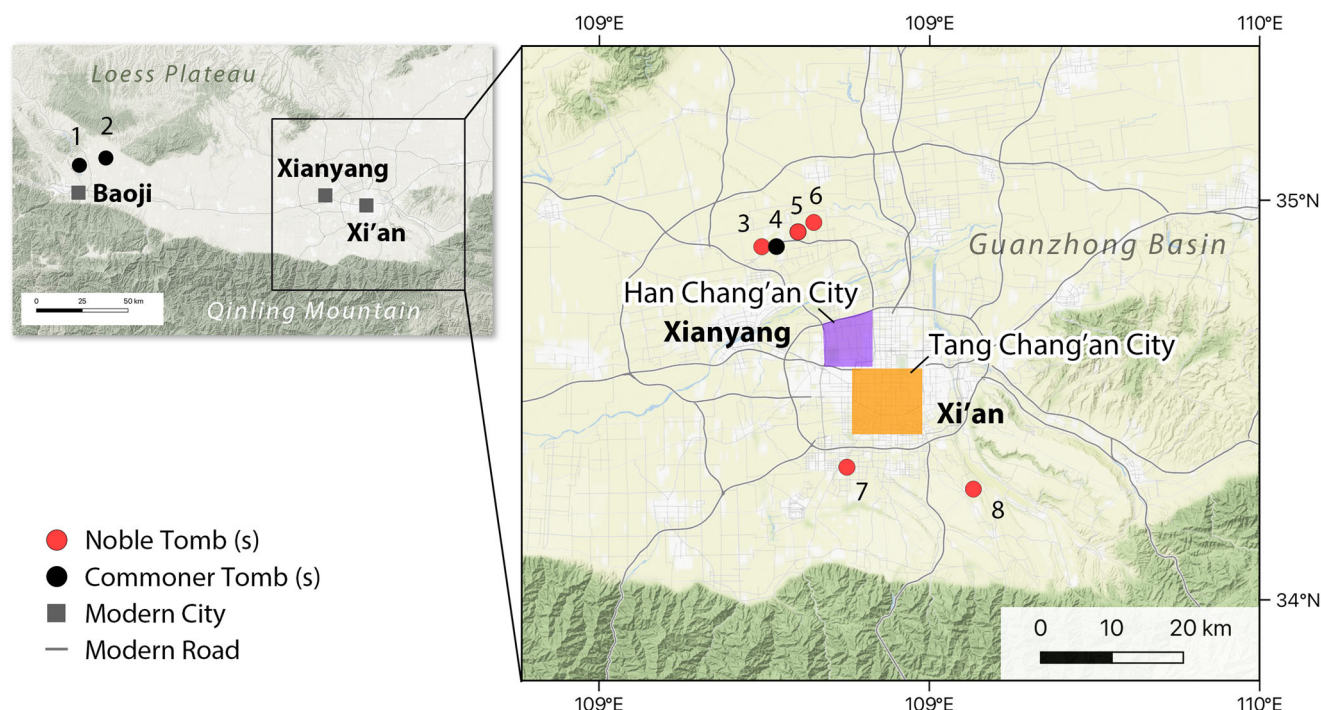 109°E 109°E 110°E
Loess Plateau
1 2
Baoji
Xianyang
Xi’an
Qinling Mountain
0 25 50 km
3 4 5 6
35°N
Guanzhong Basin
Han Chang’an City
Xianyang
Tang Chang’an City
Xi’an
7
8
34°N
0 10 20 km
109°E 109°E 110°E
Noble Tomb (s)
Commoner Tomb (s)
Modern City
Modern Road